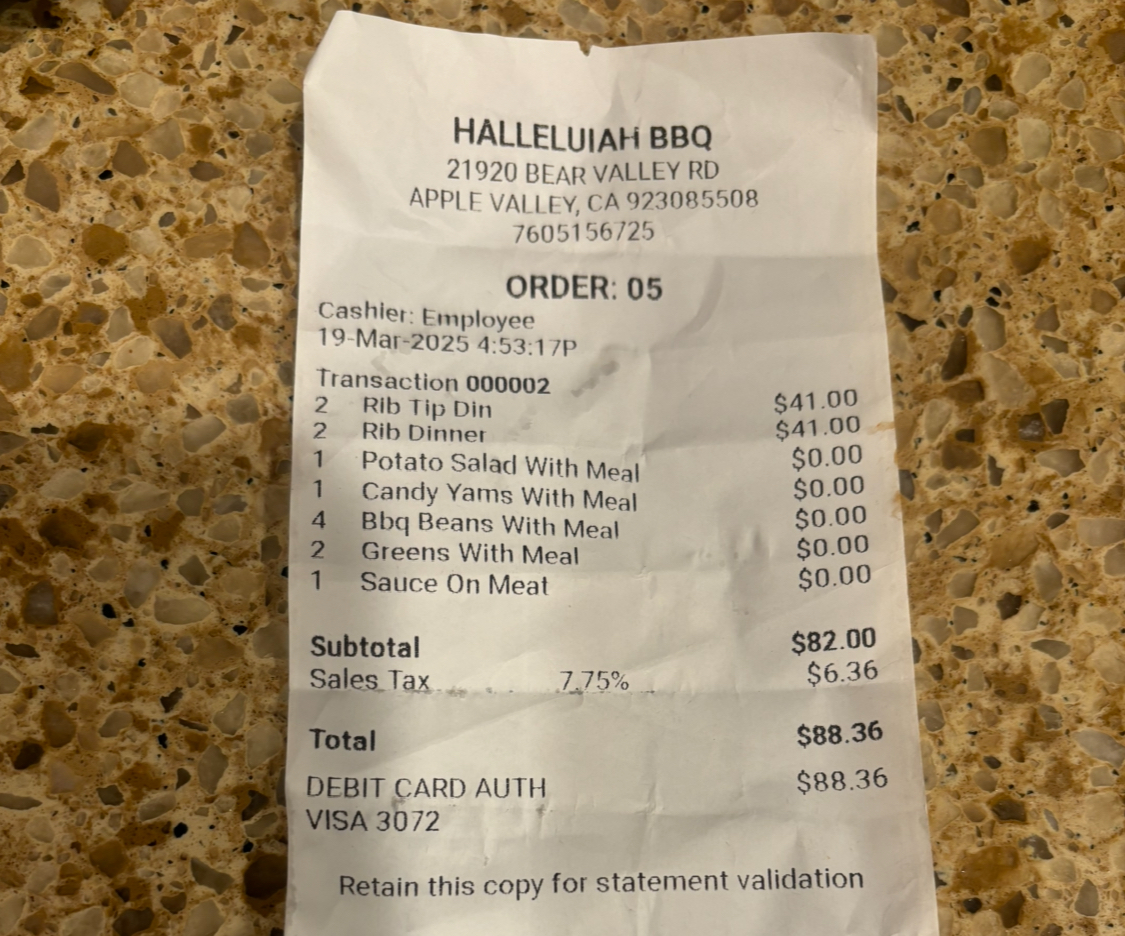 HALLELUIAH BBQ
21920 BEAR VALLEY RD
APPLE VALLEY, CA 923085508
7605156725
ORDER: 05
Cashier: Employee
19-Mar-2025 4:53:17P
Transaction 000002
2 Rib Tip Din $41.00
2 Rib Dinner $41.00
1 Potato Salad With Meal $0.00
1 Candy Yams With Meal $0.00
4 Bbq Beans With Meal $0.00
2 Greens With Meal $0.00
1 Sauce On Meat $0.00
Subtotal $82.00
Sales Tax 7.75% $6.36
Total $88.36
DEBIT CARD AUTH $88.36
VISA 3072
Retain this copy for statement validation